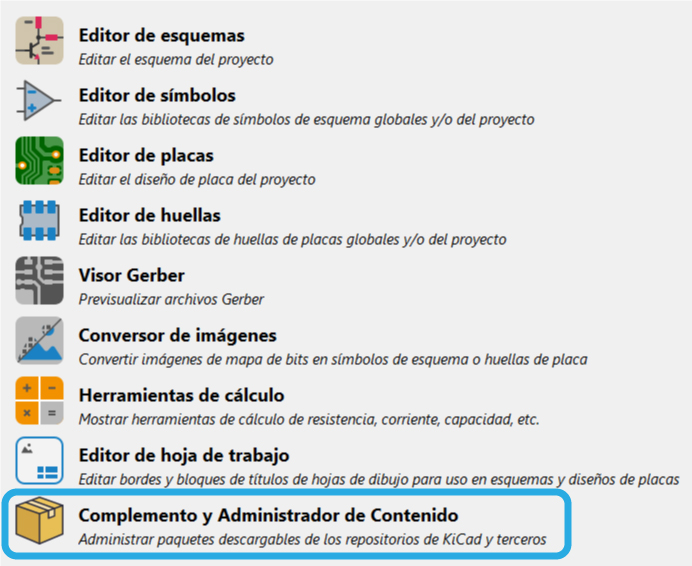 Editor de esquemas
Editar el esquema del proyecto
Editor de símbolos
Editar las bibliotecas de símbolos de esquema globales y/o del proyecto
Editor de placas
Editar el diseño de placa del proyecto
Editor de huellas
Editar las bibliotecas de huellas de placas globales y/o del proyecto
Visor Gerber
Previsualizar archivos Gerber
Conversor de imágenes
Convertir imágenes de mapa de bits en símbolos de esquema o huellas de placa
Herramientas de cálculo
Mostrar herramientas de cálculo de resistencia, corriente, capacidad, etc.
Editor de hoja de trabajo
Editar bordes y bloques de títulos de hojas de dibujo para uso en esquemas y diseños de placas
Complemento y Administrador de Contenido
Administrar paquetes descargables de los repositorios de KiCad y terceros